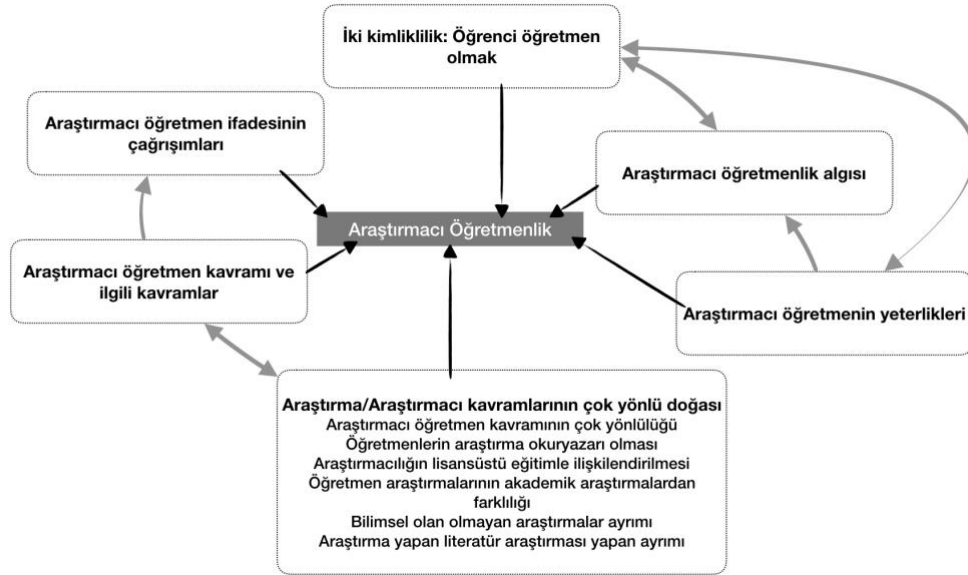 İki kimliklilik: Öğrenci öğretmen
olmak
Araştırmacı öğretmen ifadesinin
çağrışımları
Araştırmacı öğretmenlik algısı
Araştırmacı Öğretmenlik
Araştırmacı öğretmen kavramı ve
ilgili kavramlar
Araştırmacı öğretmenin yeterlikleri
Araştırma/Araştırmacı kavramlarının çok yönlü doğası
Araştırmacı öğretmen kavramının çok yönlülüğü
Öğretmenlerin araştırma okuryazarı olması
Araştırmacılığın lisansüstü eğitimle ilişkilendirilmesi
Öğretmen araştırmalarının akademik araştırmalardan
farklılığı
Bilimsel olan olmayan araştırmalar ayrımı
Araştırma yapan literatür araştırması yapan ayrımı